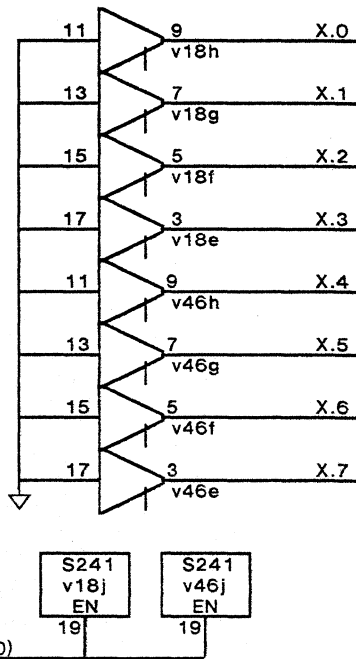 11 9 X.0
v18h
13 7 X.1
v18g
15 5 X.2
v18f
17 3 X.3
v18e
11 9 X.4
v46h
13 7 X.5
v46g
15 5 X.6
v46f
17 3 X.7
v46e
S241 S241
v18j v46j
EN EN
19 19
0)